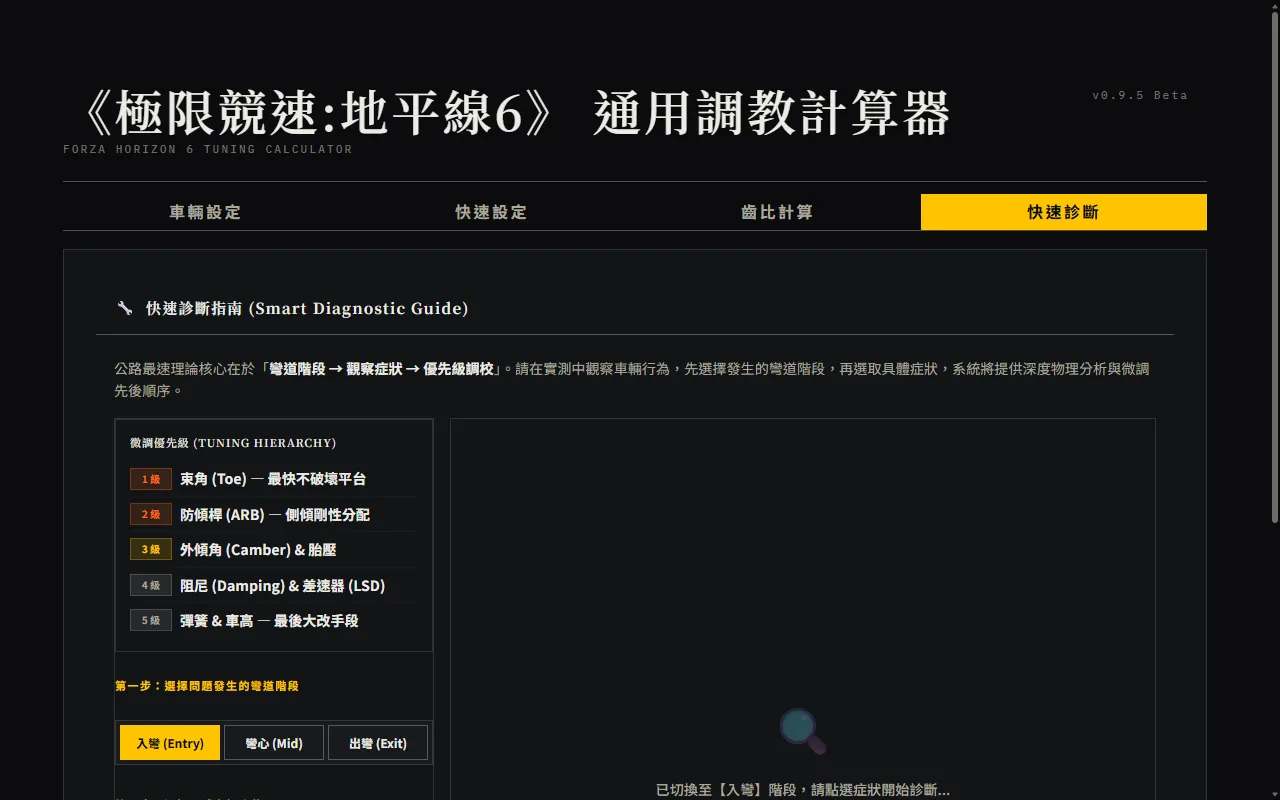 《極限競速:地平線6》 通用調教計算器
v0.9.5 Beta
FORZA HORIZON 6 TUNING CALCULATOR
車輛設定
快速設定
齒比計算
快速診斷
快速診斷指南 (Smart Diagnostic Guide)
公路最速理論核心在於「彎道階段 → 觀察症狀 → 優先級調校」。請在實測中觀察車輛行為，先選擇發生的彎道階段，再選取具體症狀，系統將提供深度物理分析與微調
先後順序。
微調優先級 (TUNING HIERARCHY)
1 級 束角 (Toe) — 最快不破壞平台
2 級 防傾桿 (ARB) — 側傾剛性分配
3 級 外傾角 (Camber) & 胎壓
4 級 阻尼 (Damping) & 差速器 (LSD)
5 級 彈簧 & 車高 — 最後大改手段
第一步：選擇問題發生的彎道階段
入彎 (Entry)
彎心 (Mid)
出彎 (Exit)
已切換至【入彎】階段，請點選症狀開始診斷...